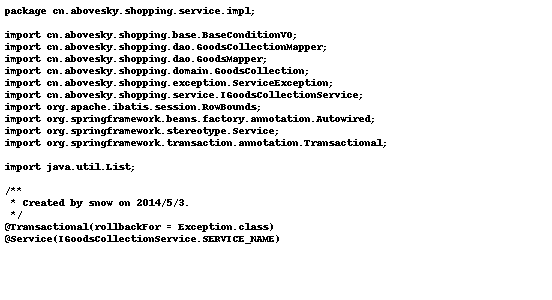 package cn.abovesky.shopping.service.impl;

import cn.abovesky.shopping.base.BaseConditionVO;
import cn.abovesky.shopping.dao.GoodsCollectionMapper;
import cn.abovesky.shopping.dao.GoodsMapper;
import cn.abovesky.shopping.domain.GoodsCollection;
import cn.abovesky.shopping.exception.ServiceException;
import cn.abovesky.shopping.service.IGoodsCollectionService;
import org.apache.ibatis.session.RowBounds;
import org.springframework.beans.factory.annotation.Autowired;
import org.springframework.stereotype.Service;
import org.springframework.transaction.annotation.Transactional;

import java.util.List;

/**
 * Created by snow on 2014/5/3.
 */
@Transactional(rollbackFor = Exception.class)
@Service(IGoodsCollectionService.SERVICE_NAME)